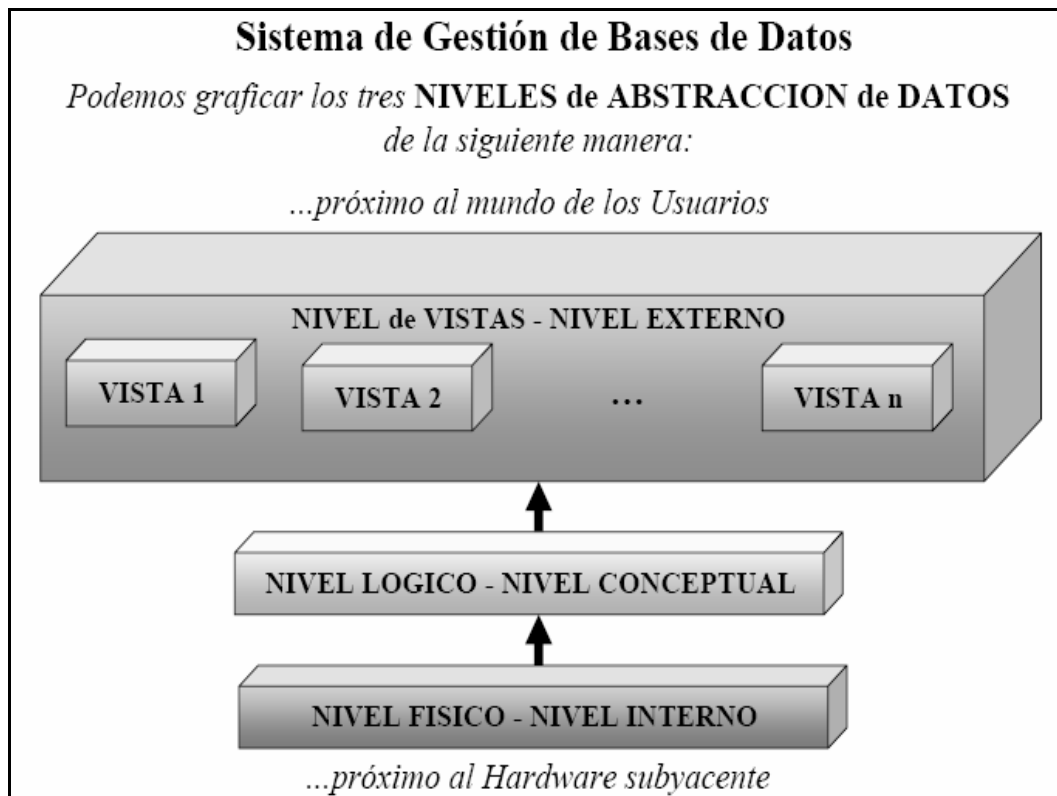 Sistema de Gestión de Bases de Datos
Podemos graficar los tres NIVELES de ABSTRACCION de DATOS
de la siguiente manera:
...próximo al mundo de los Usuarios
NIVEL de VISTAS - NIVEL EXTERNO
VISTA 1
VISTA 2
...
VISTA n
NIVEL LOGICO - NIVEL CONCEPTUAL
NIVEL FISICO - NIVEL INTERNO
...próximo al Hardware subyacente